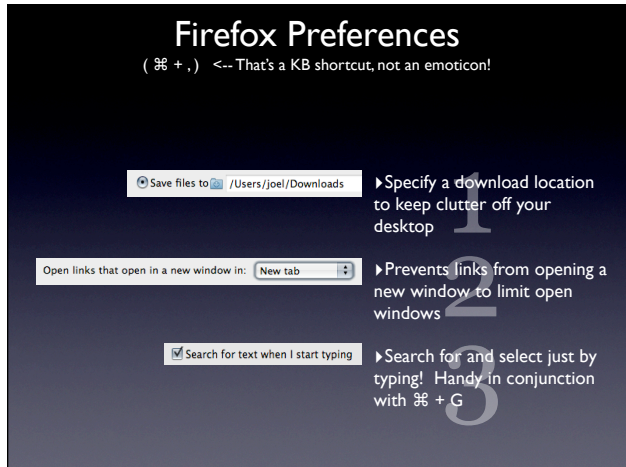 Firefox Preferences
( ⌘ + , ) <-- That's a KB shortcut, not an emoticon!
Save files to /Users/joel/Downloads
1
▸Specify a download location
to keep clutter off your
desktop
Open links that open in a new window in: New tab
2
▸Prevents links from opening a
new window to limit open
windows
Search for text when I start typing
3
▸Search for and select just by
typing! Handy in conjunction
with ⌘ + G